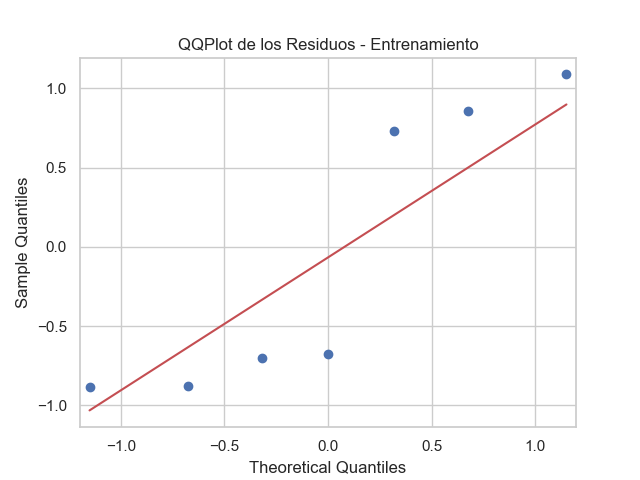 QQPlot de los Residuos - Entrenamiento
1.0
0.5
0.0
−0.5
−1.0
Sample Quantiles
−1.0 −0.5 0.0 0.5 1.0
Theoretical Quantiles